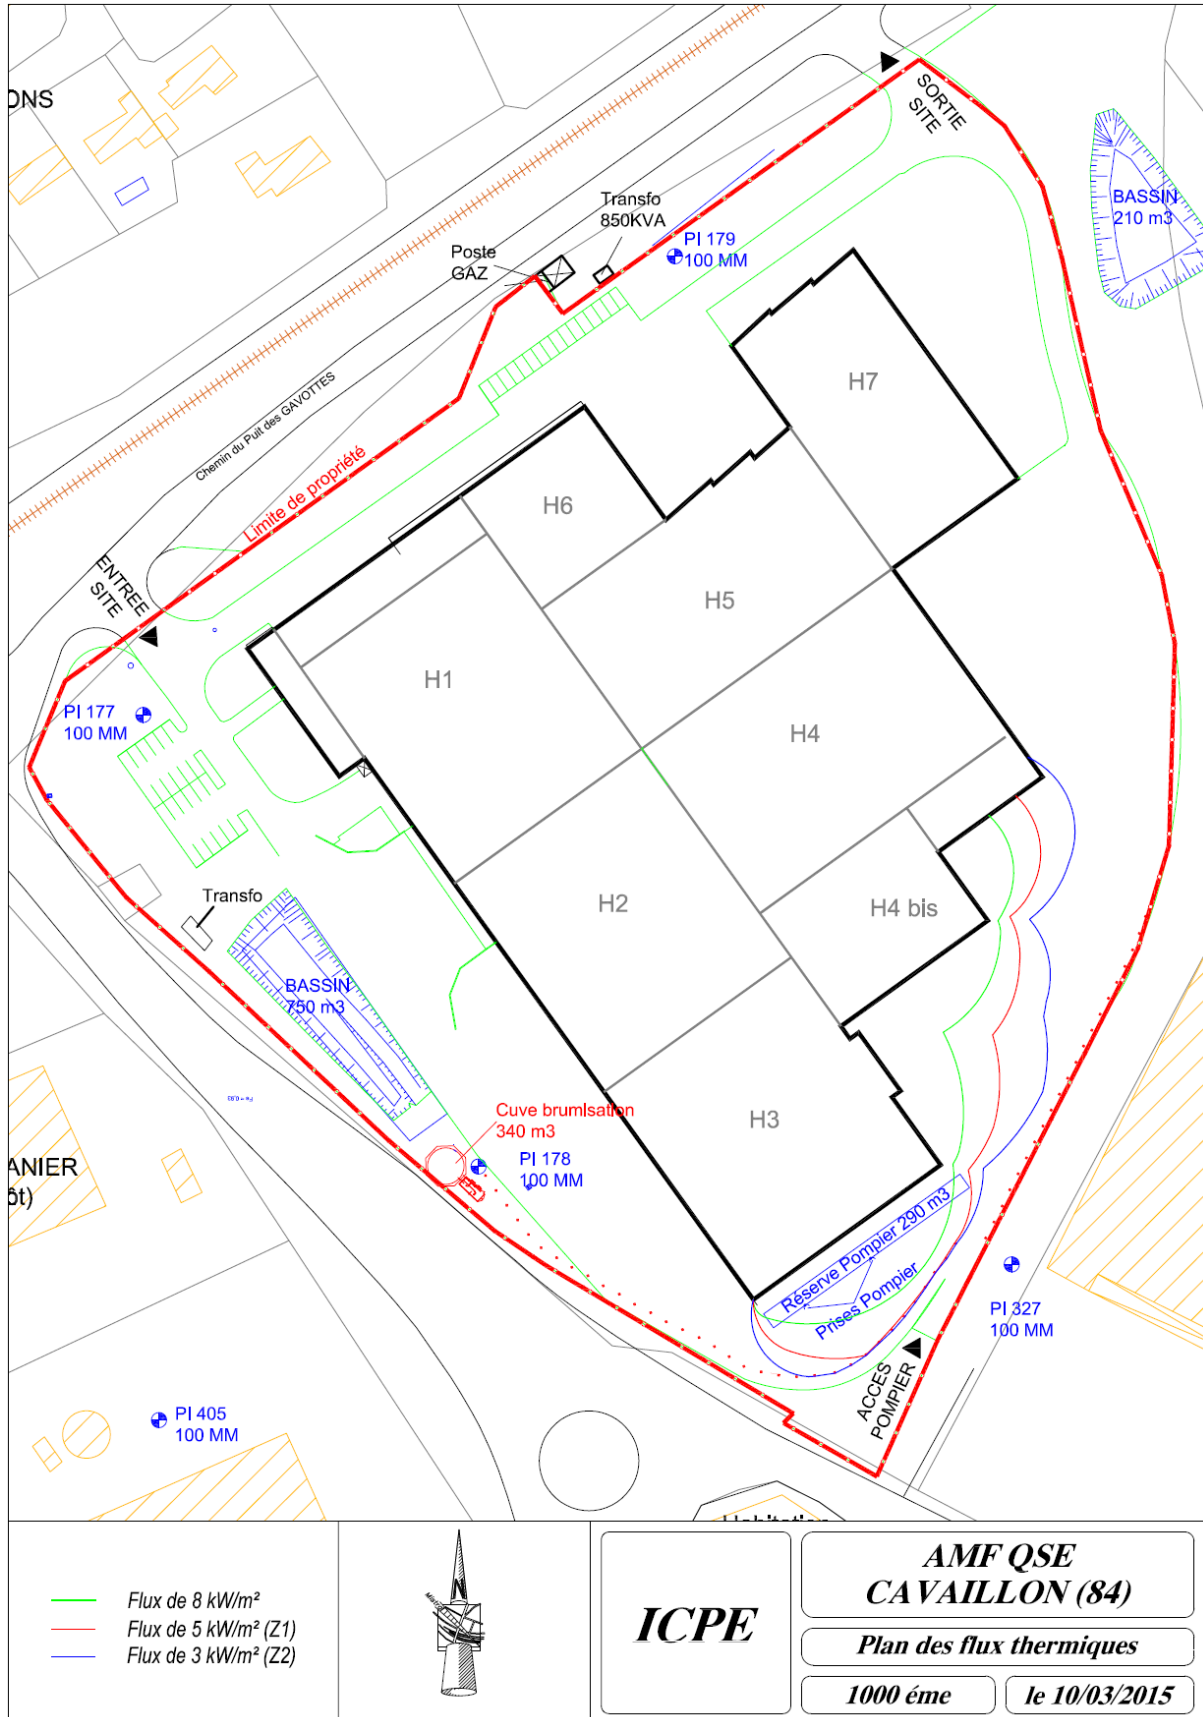 ONS
SORTIE
SITE
BASSIN
210 m3
Transfo
850KVA
PI 179
100 MM
Poste
GAZ
H7
Chemin du Puit des GAVOTTES
Limite de propriété
H6
ENTREE
SITE
H5
H1
PI 177
100 MM
H4
Transfo
H2
H4 bis
BASSIN
750 m3
Cuve brumisation
340 m3
H3
ANIER
ôt)
PI 178
100 MM
Réserve Pompier 290 m3
Prises Pompier
PI 327
100 MM
ACCES
POMPIER
PI 405
100 MM
Habitation
Flux de 8 kW/m²
Flux de 5 kW/m² (Z1)
Flux de 3 kW/m² (Z2)
N
ICPE
AMF QSE
CAVAILLON (84)
Plan des flux thermiques
1000 éme
le 10/03/2015